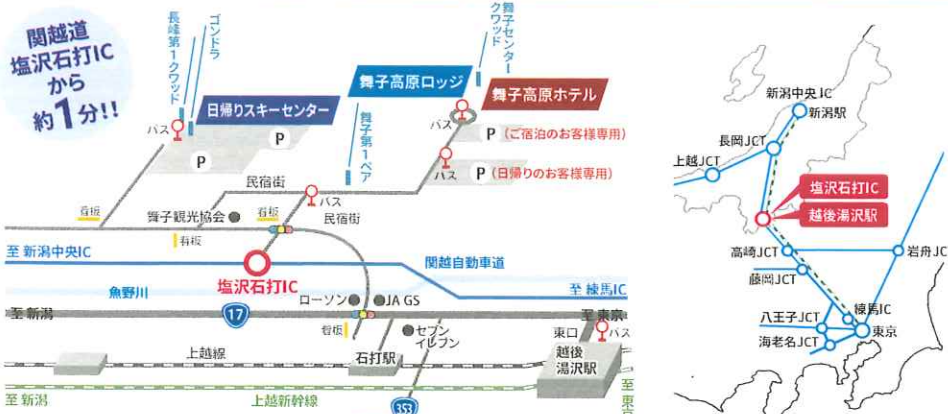 関越道
塩沢石打IC
から
約1分!!
長峰第1クワッド
ゴンドラ
日帰りスキーセンター
バス
P
P
舞子高原ロッジ
舞子第1ペア
舞子センター
クワッド
舞子高原ホテル
バス
P (ご宿泊のお客様専用)
バス
P (日帰りのお客様専用)
民宿街
バス
看板
舞子観光協会
看板
民宿街
看板
至 新潟中央IC
塩沢石打IC
関越自動車道
至 練馬IC
魚野川
ローソン
JA GS
至 新潟
17
看板
セブン
イレブン
至 東京
東口
バス
上越線
石打駅
越後
湯沢駅
至 新潟
上越新幹線
353
至 東京
新潟中央IC
新潟駅
長岡JCT
上越JCT
塩沢石打IC
越後湯沢駅
高崎JCT
岩舟JCT
藤岡JCT
八王子JCT
練馬IC
東京
海老名JCT